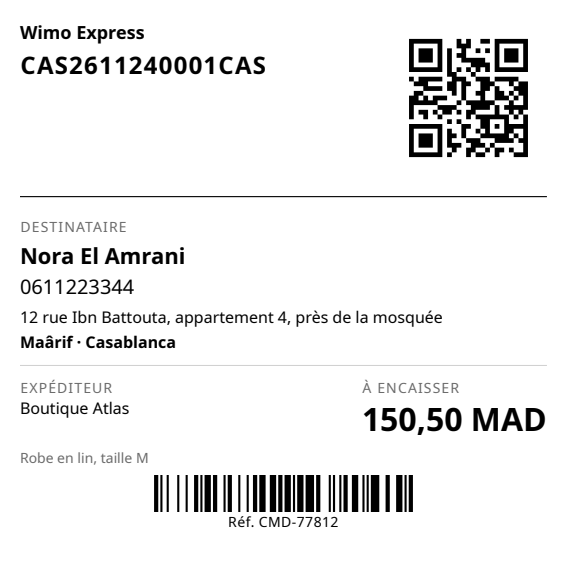 Wimo Express
CAS2611240001CAS
DESTINATAIRE
Nora El Amrani
0611223344
12 rue Ibn Battouta, appartement 4, près de la mosquée
Maârif · Casablanca
EXPÉDITEUR
Boutique Atlas
À ENCAISSER
150,50 MAD
Robe en lin, taille M
Réf. CMD-77812